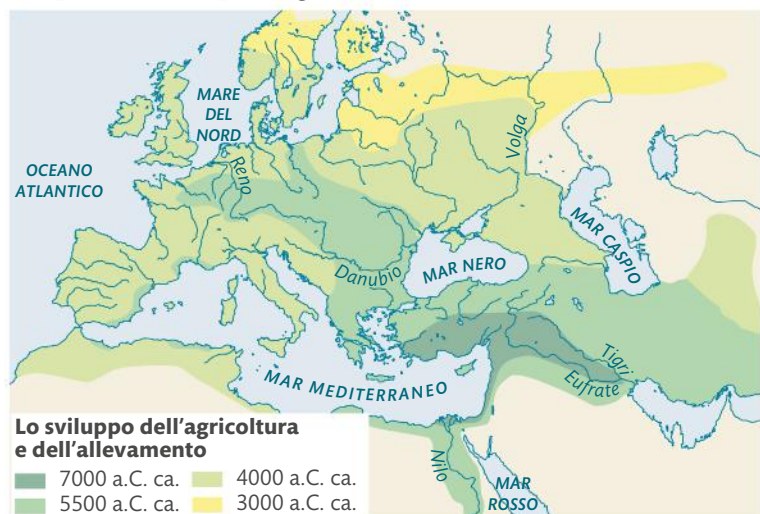 MARE
DEL
NORD
OCEANO
ATLANTICO
Reno
Volga
MAR CASPIO
MAR NERO
Danubio
Tigri
Eufrate
MAR MEDITERRANEO
Nilo
MAR
ROSSO
Lo sviluppo dell'agricoltura
e dell'allevamento
7000 a.C. ca.
4000 a.C. ca.
5500 a.C. ca.
3000 a.C. ca.